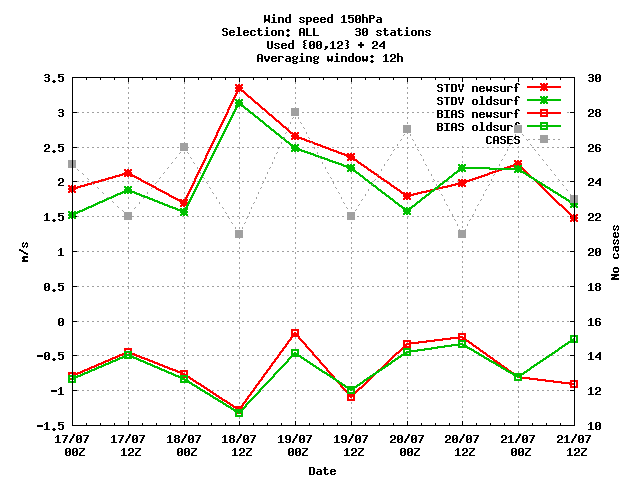 Wind speed 150hPa
Selection: ALL 30 stations
Used {00,12} + 24
Averaging window: 12h
STDV newsurf
STDV oldsurf
BIAS newsurf
BIAS oldsurf
CASES
3.5
3
2.5
2
1.5
1
0.5
0
-0.5
-1
-1.5
m/s
30
28
26
24
22
20
18
16
14
12
10
No cases
17/07 17/07 18/07 18/07 19/07 19/07 20/07 20/07 21/07 21/07
00Z 12Z 00Z 12Z 00Z 12Z 00Z 12Z 00Z 12Z
Date